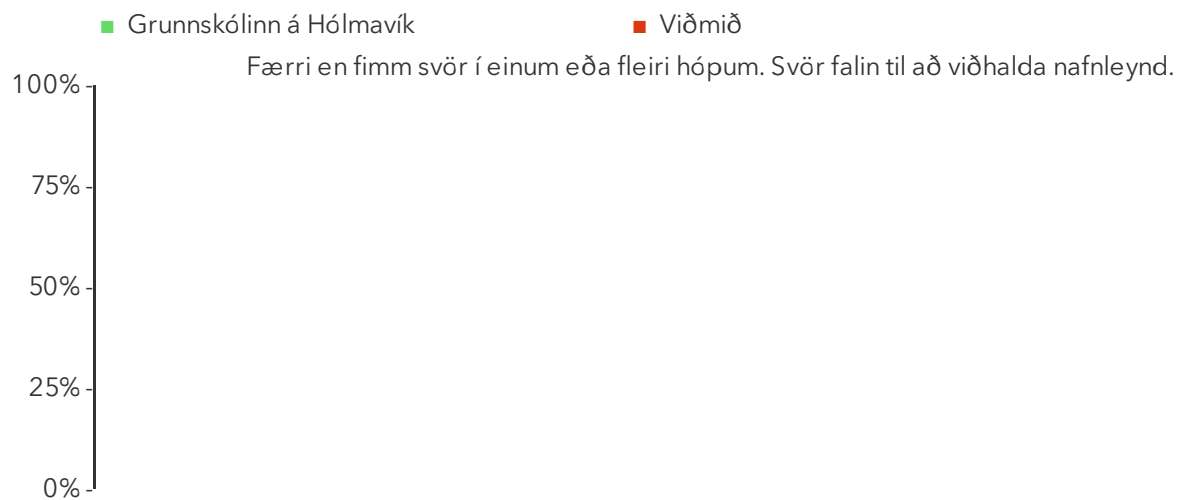 Grunnskólinn á Hólmavík
Viðmið
Færri en fimm svör í einum eða fleiri hópum. Svör falin til að viðhalda nafnleynd.
100%
75%
50%
25%
0%